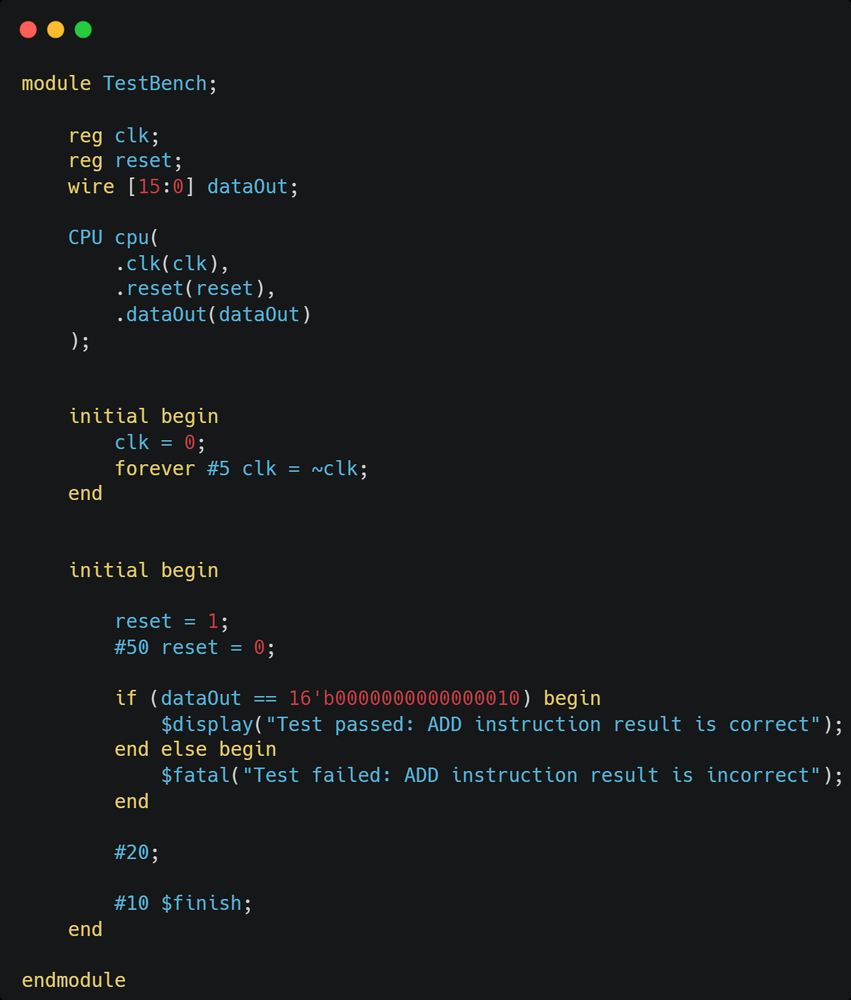 module TestBench;
    reg clk;
    reg reset;
    wire [15:0] dataOut;
    CPU cpu(
        .clk(clk),
        .reset(reset),
        .dataOut(dataOut)
    );
    initial begin
        clk = 0;
        forever #5 clk = ~clk;
    end
    initial begin
        reset = 1;
        #50 reset = 0;
        if (dataOut == 16'b0000000000000010) begin
            $display("Test passed: ADD instruction result is correct");
        end else begin
            $fatal("Test failed: ADD instruction result is incorrect");
        end
        #20;
        #10 $finish;
    end
endmodule